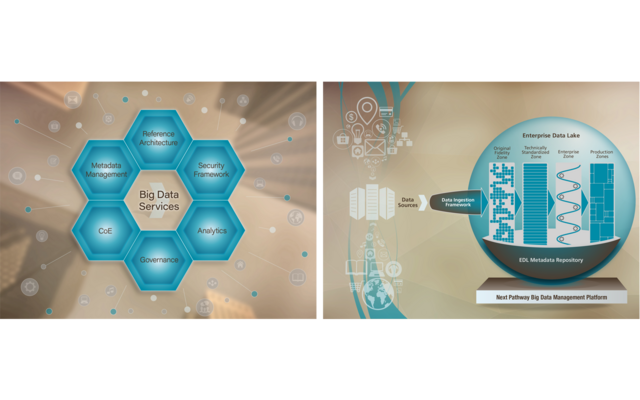 Reference
Architecture
Metadata
Management
Security
Framework
Big Data
Services
CoE
Analytics
Governance
Enterprise Data Lake
Original
Fidelity
Zone
Technically
Standardized
Zone
Enterprise
Zone
Production
Zones
Data
Sources
Data Ingestion
Framework
EDL Metadata Repository
Next Pathway Big Data Management Platform